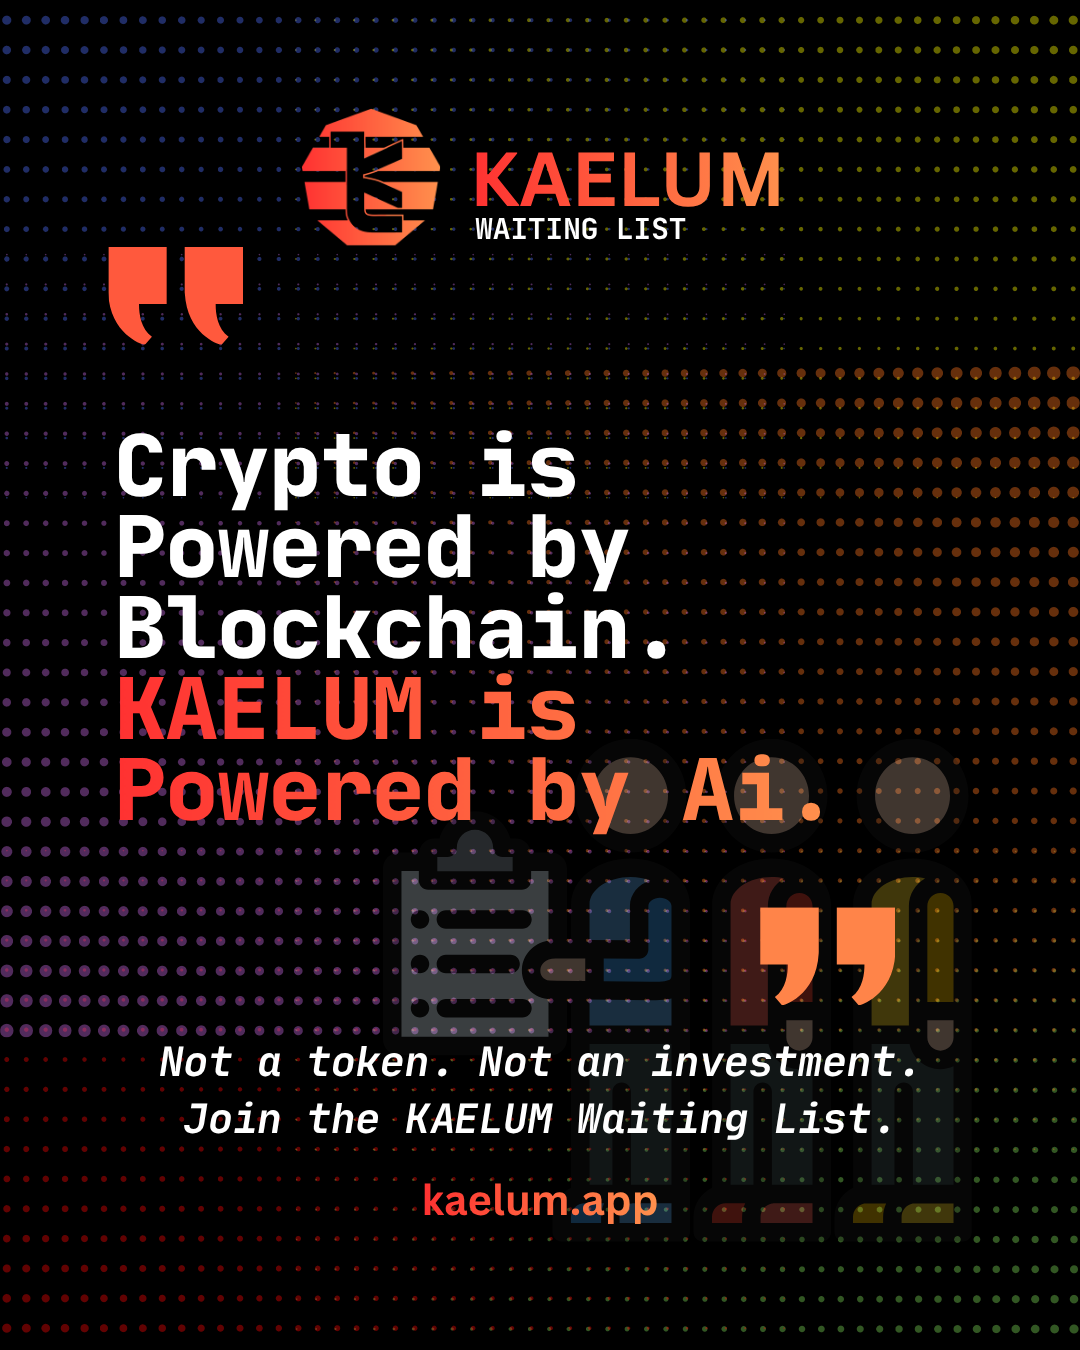 KAELUM
WAITING LIST
"
Crypto is
Powered by
Blockchain.
KAELUM is
Powered by Ai.
"
Not a token. Not an investment.
Join the KAELUM Waiting List.
kaelum.app